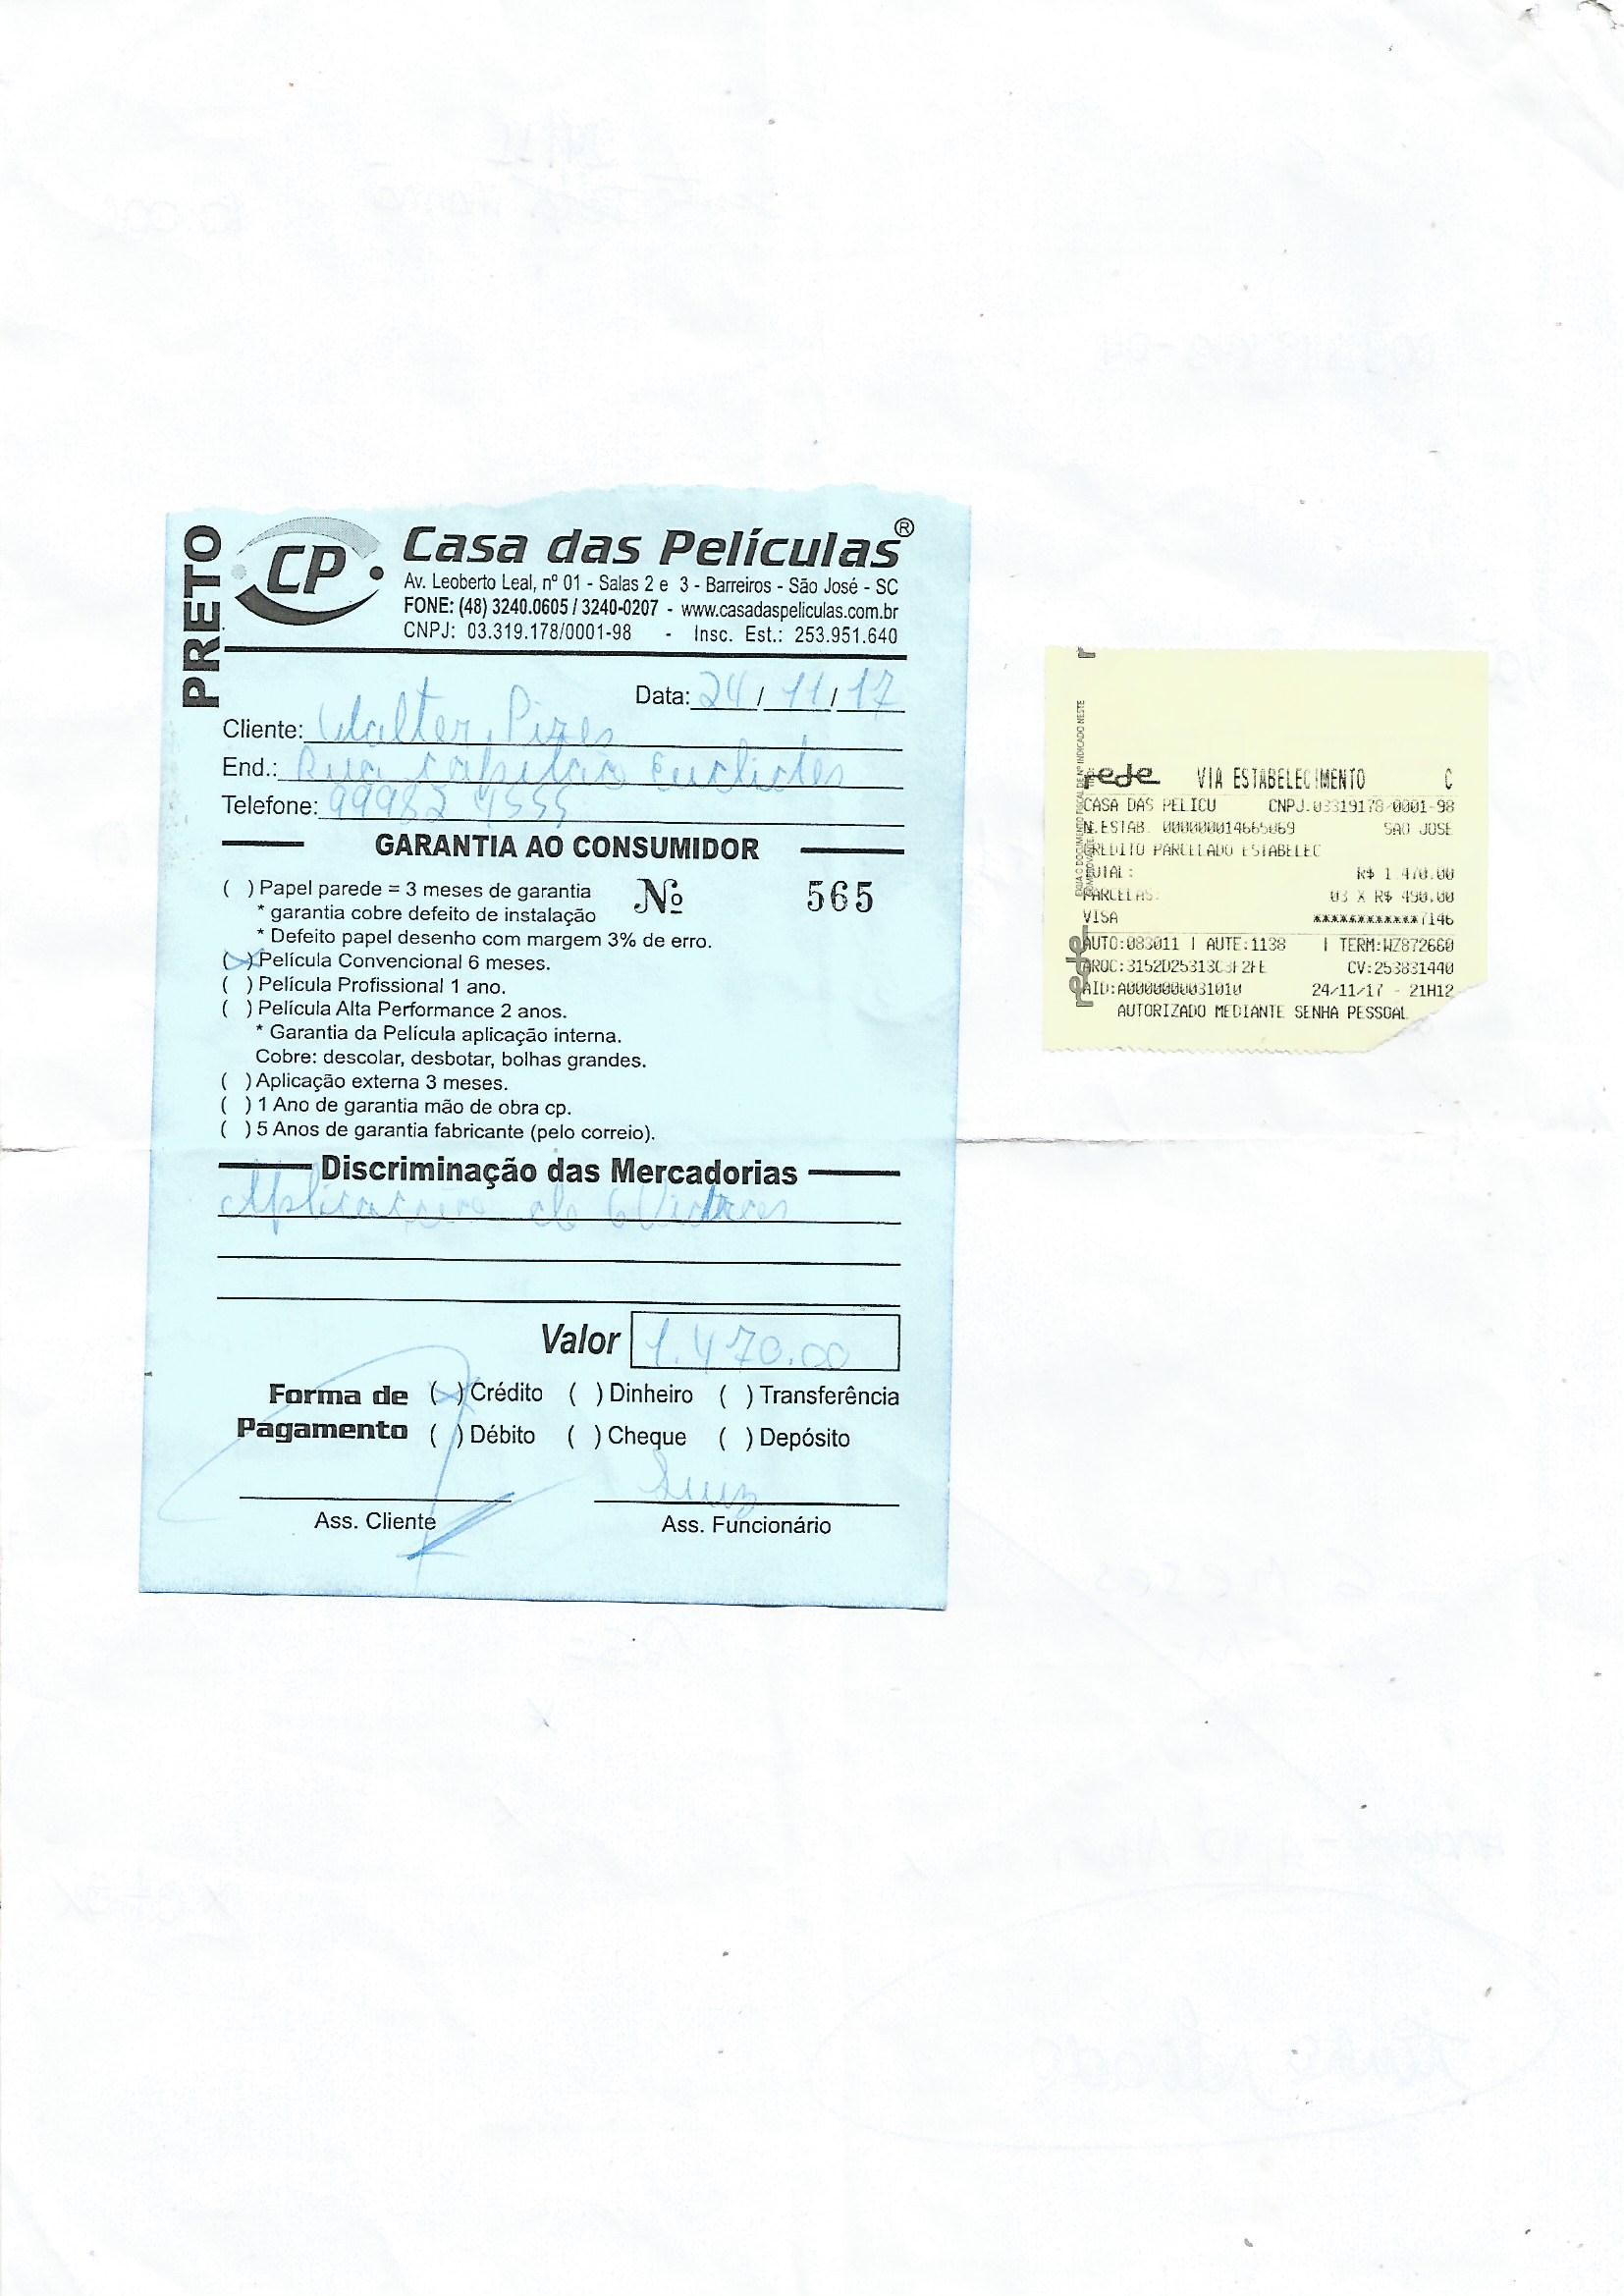 PRETO
CP
Casa das Películas®
Av. Leoberto Leal, nº 01 - Salas 2 e 3 - Barreiros - São José - SC
FONE: (48) 3240.0605 / 3240-0207 - www.casadaspeliculas.com.br
CNPJ: 03.319.178/0001-98 - Insc. Est.: 253.951.640
Data: 24/11/17
Cliente: Walter Pires
End.: Rua Capitão Euclides
Telefone: 99982 4555
GARANTIA AO CONSUMIDOR
( ) Papel parede = 3 meses de garantia
Nº 565
* garantia cobre defeito de instalação
* Defeito papel desenho com margem 3% de erro.
(X) Película Convencional 6 meses.
( ) Película Profissional 1 ano.
( ) Película Alta Performance 2 anos.
* Garantia da Película aplicação interna.
Cobre: descolar, desbotar, bolhas grandes.
( ) Aplicação externa 3 meses.
( ) 1 Ano de garantia mão de obra cp.
( ) 5 Anos de garantia fabricante (pelo correio).
Discriminação das Mercadorias
Aplicação de 6 Vidros
Valor 1.470.00
Forma de Pagamento (X) Crédito ( ) Dinheiro ( ) Transferência
( ) Débito ( ) Cheque ( ) Depósito
Luiz
Ass. Cliente
Ass. Funcionário
rede VIA ESTABELECIMENTO C
CASA DAS PELICU CNPJ.03319178/0001-98
N.ESTAB. 000000014665069 SAO JOSE
CREDITO PARCELADO ESTABELEC
TOTAL: R$ 1.470.00
PARCELAS: 03 X R$ 490.00
VISA ************7146
AUTO:083011 | AUTE:1138 | TERM:WZ872660
AROC:3152D25313C3F2FE CV:253831440
AID:A0000000031010 24/11/17 - 21H12
AUTORIZADO MEDIANTE SENHA PESSOAL
rede